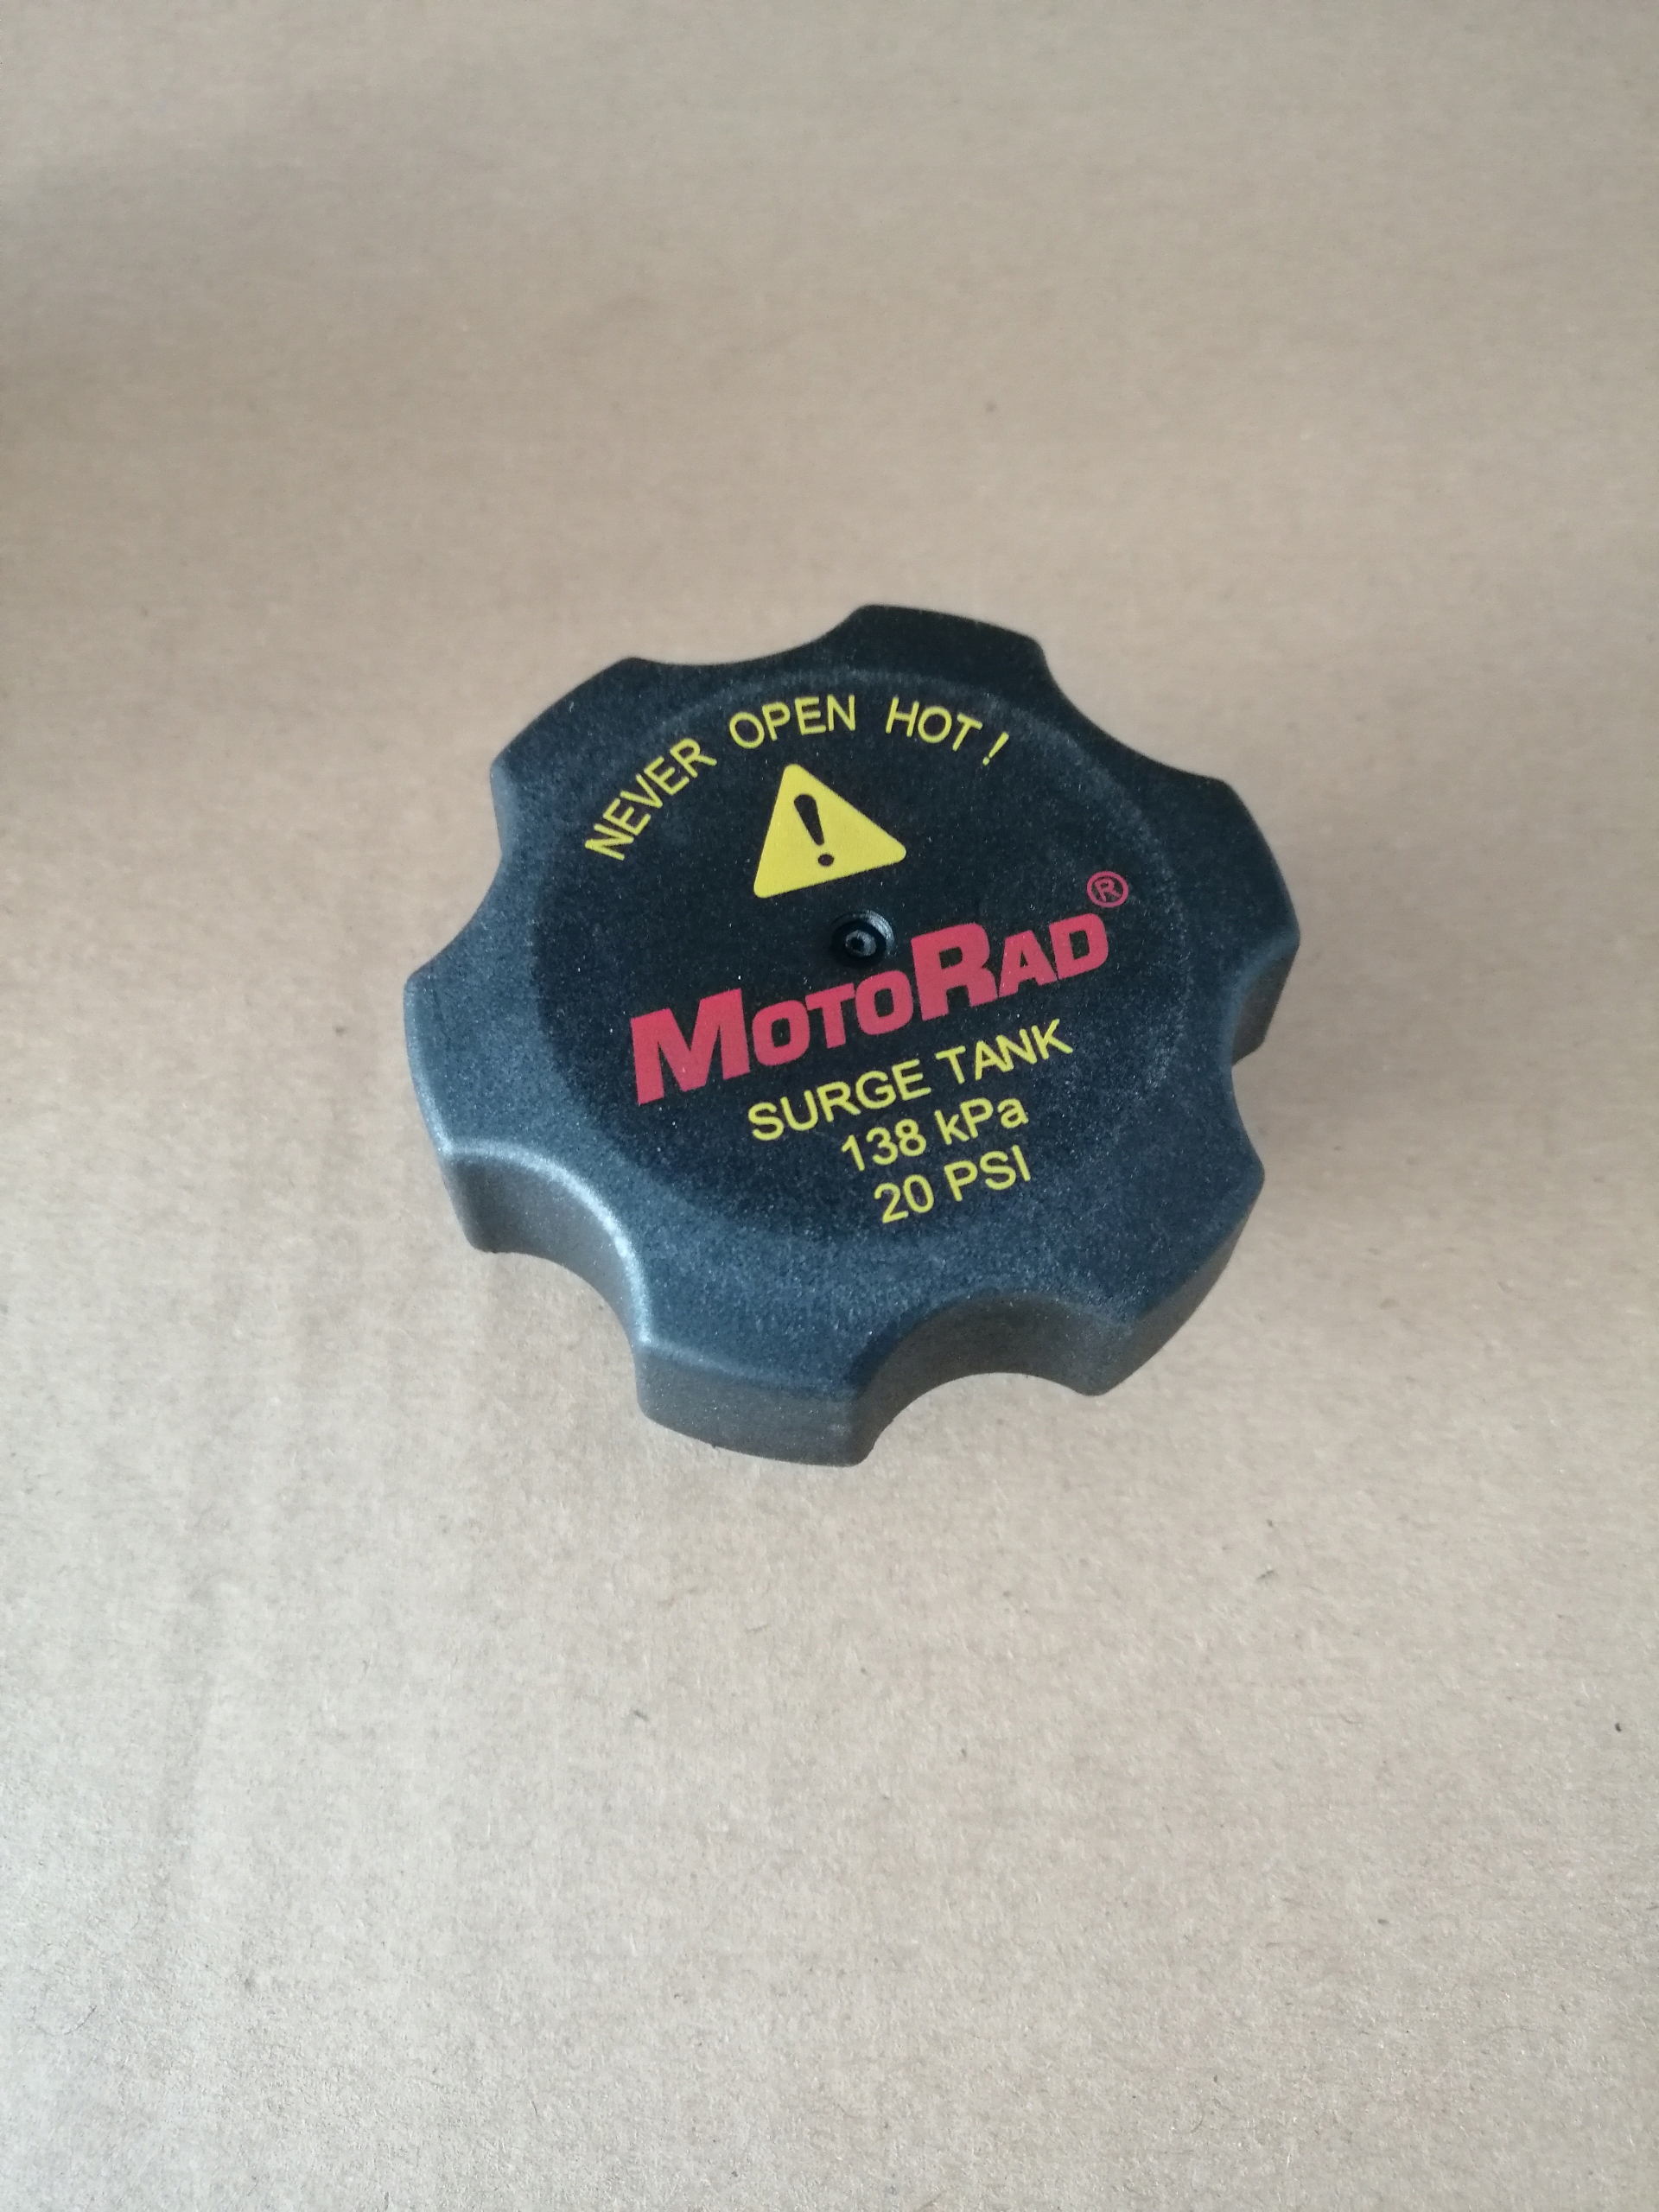 NEVER OPEN HOT !
!
MOTORAD®
SURGE TANK
138 kPa
20 PSI